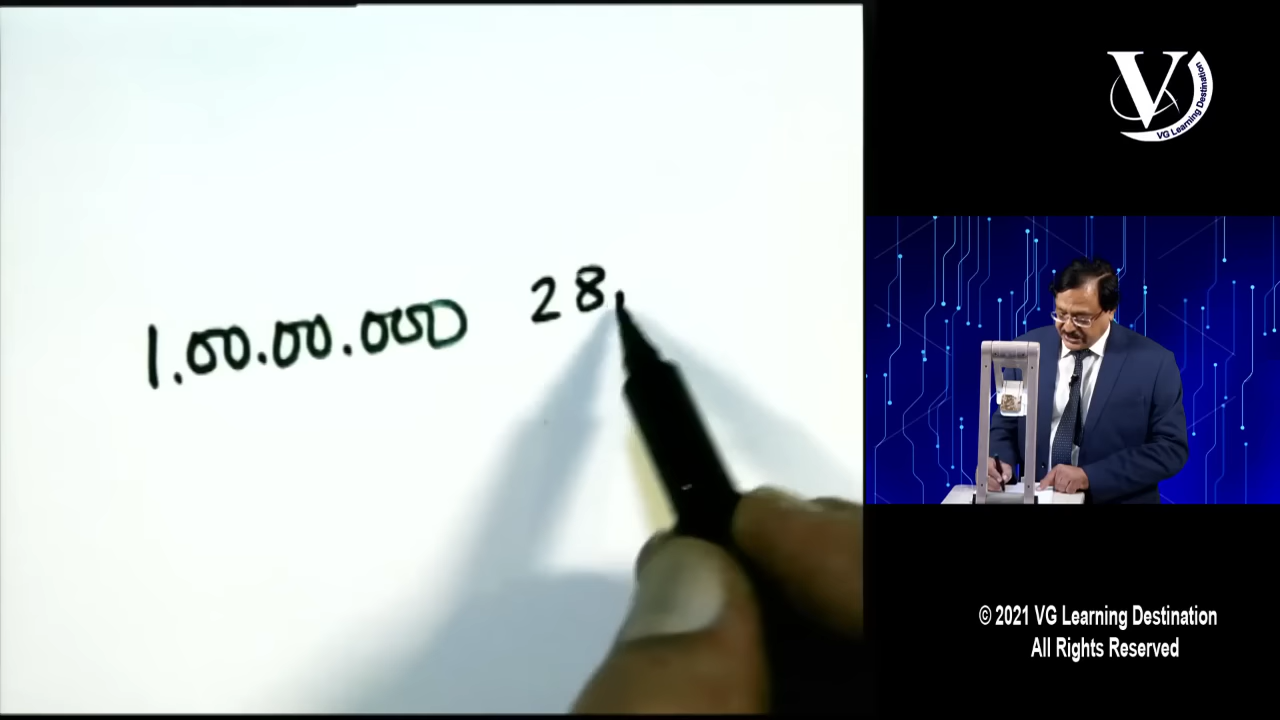 1.00.00.000 28.
V
VG Learning Destination
© 2021 VG Learning Destination
All Rights Reserved